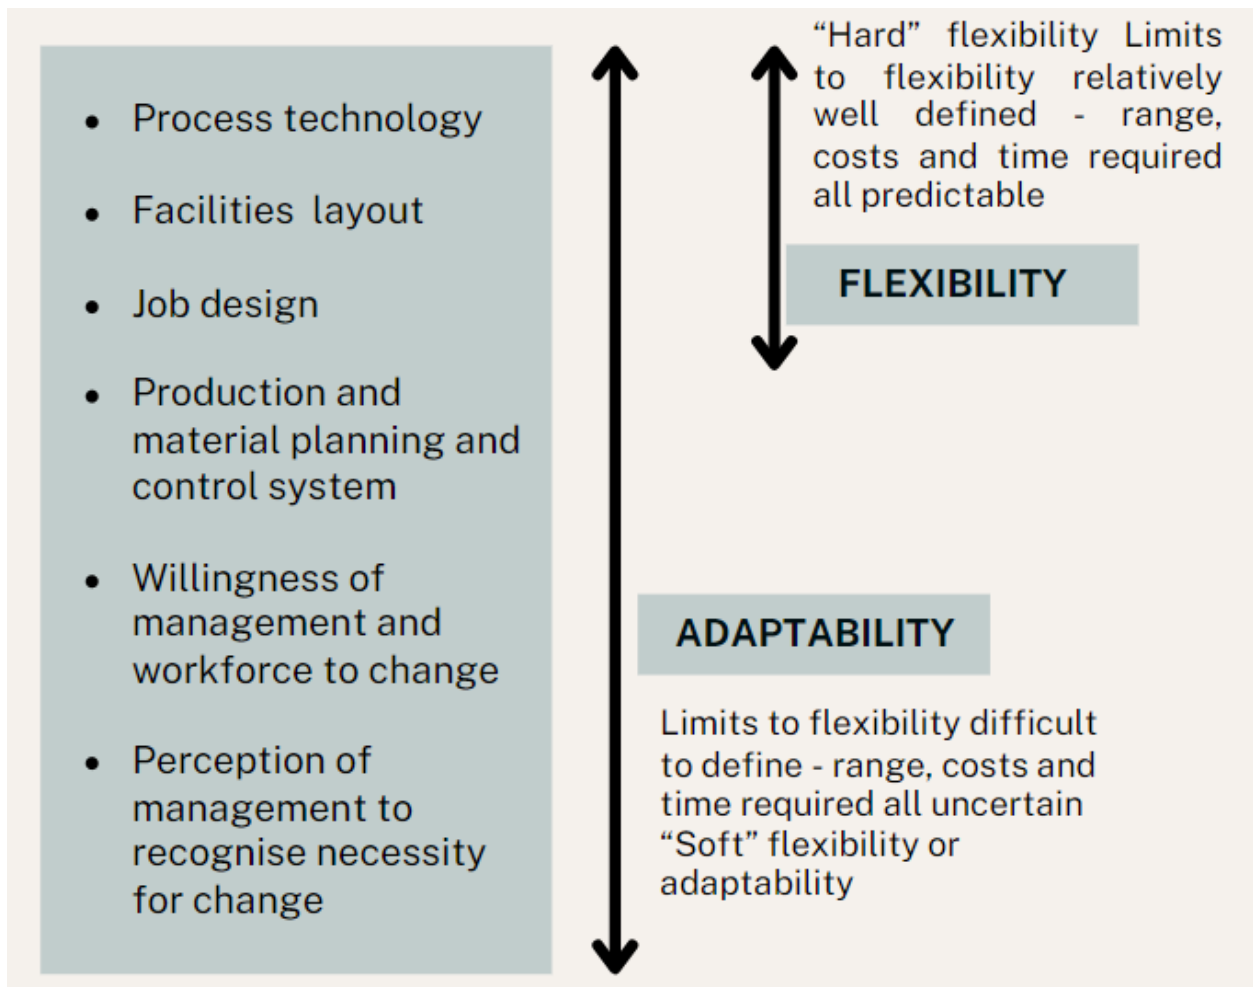 • Process technology
• Facilities layout
• Job design
• Production and
material planning and
control system
• Willingness of
management and
workforce to change
• Perception of
management to
recognise necessity
for change
“Hard” flexibility Limits
to flexibility relatively
well defined - range,
costs and time required
all predictable
FLEXIBILITY
ADAPTABILITY
Limits to flexibility difficult
to define - range, costs and
time required all uncertain
“Soft” flexibility or
adaptability